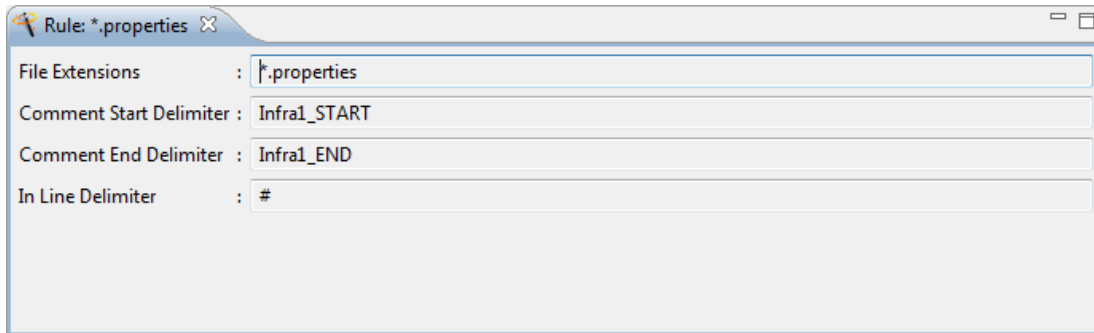 Rule: *.properties
File Extensions : *.properties
Comment Start Delimiter : Infra1_START
Comment End Delimiter : Infra1_END
In Line Delimiter : #